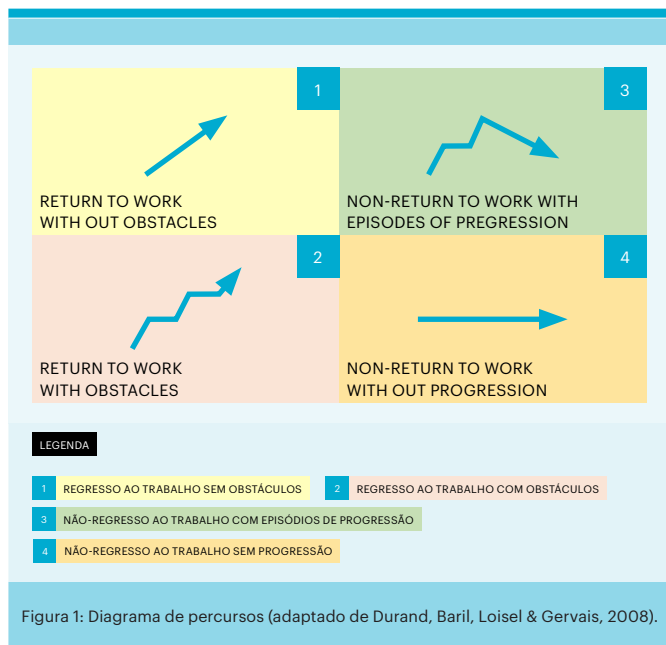 1
RETURN TO WORK
WITH OUT OBSTACLES
3
NON-RETURN TO WORK WITH
EPISODES OF PREGRESSION
2
RETURN TO WORK
WITH OBSTACLES
4
NON-RETURN TO WORK
WITH OUT PROGRESSION
LEGENDA
1 REGRESSO AO TRABALHO SEM OBSTÁCULOS
2 REGRESSO AO TRABALHO COM OBSTÁCULOS
3 NÃO-REGRESSO AO TRABALHO COM EPISÓDIOS DE PROGRESSÃO
4 NÃO-REGRESSO AO TRABALHO SEM PROGRESSÃO
Figura 1: Diagrama de percursos (adaptado de Durand, Baril, Loisel & Gervais, 2008).